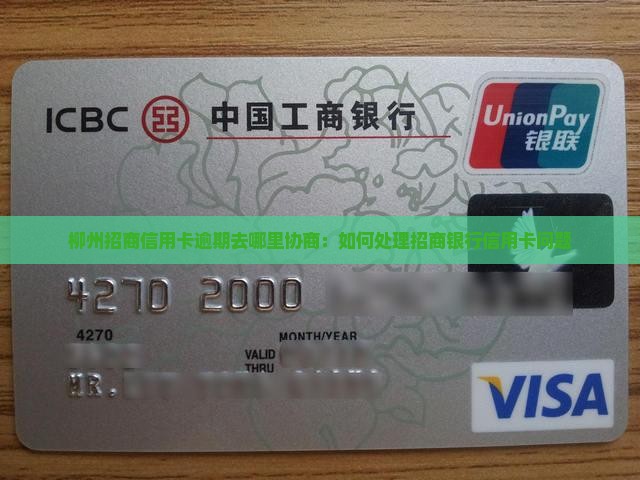 ICBC 中国工商银行
UnionPay
银联
柳州招商信用卡逾期去哪里协商：如何处理招商银行信用卡
4270 2000
4270
MONTH/YEAR
VALID
THRU
MR.
VISA